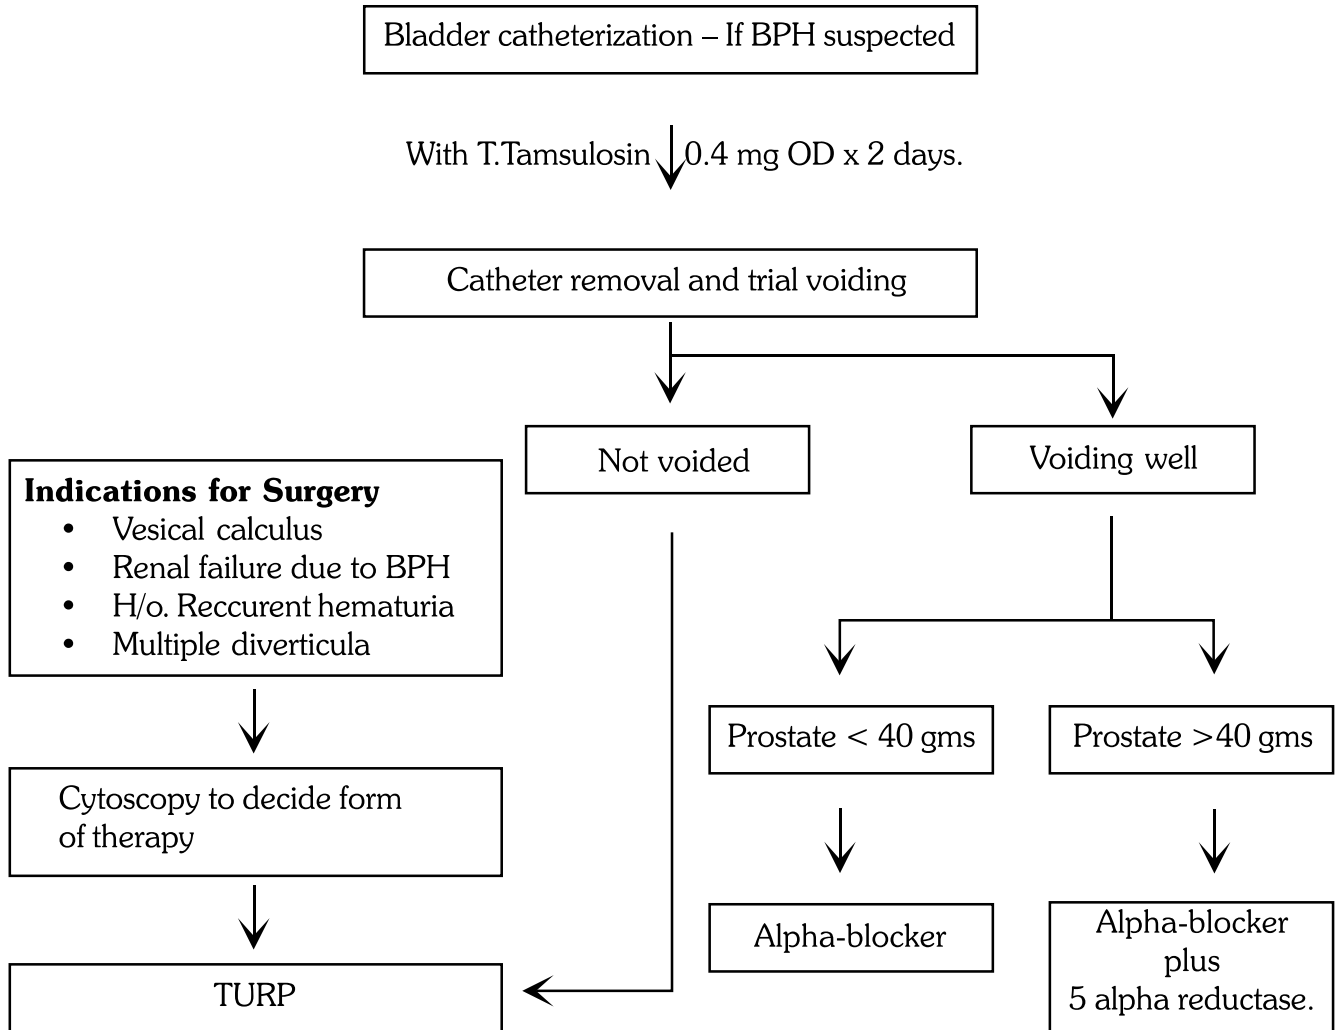 Bladder catheterization – If BPH suspected
With T.Tamsulosin 0.4 mg OD x 2 days.
Catheter removal and trial voiding
Not voided
Voiding well
Indications for Surgery
• Vesical calculus
• Renal failure due to BPH
• H/o. Reccurent hematuria
• Multiple diverticula
Prostate < 40 gms
Prostate >40 gms
Cytoscopy to decide form
of therapy
Alpha-blocker
Alpha-blocker
plus
5 alpha reductase.
TURP